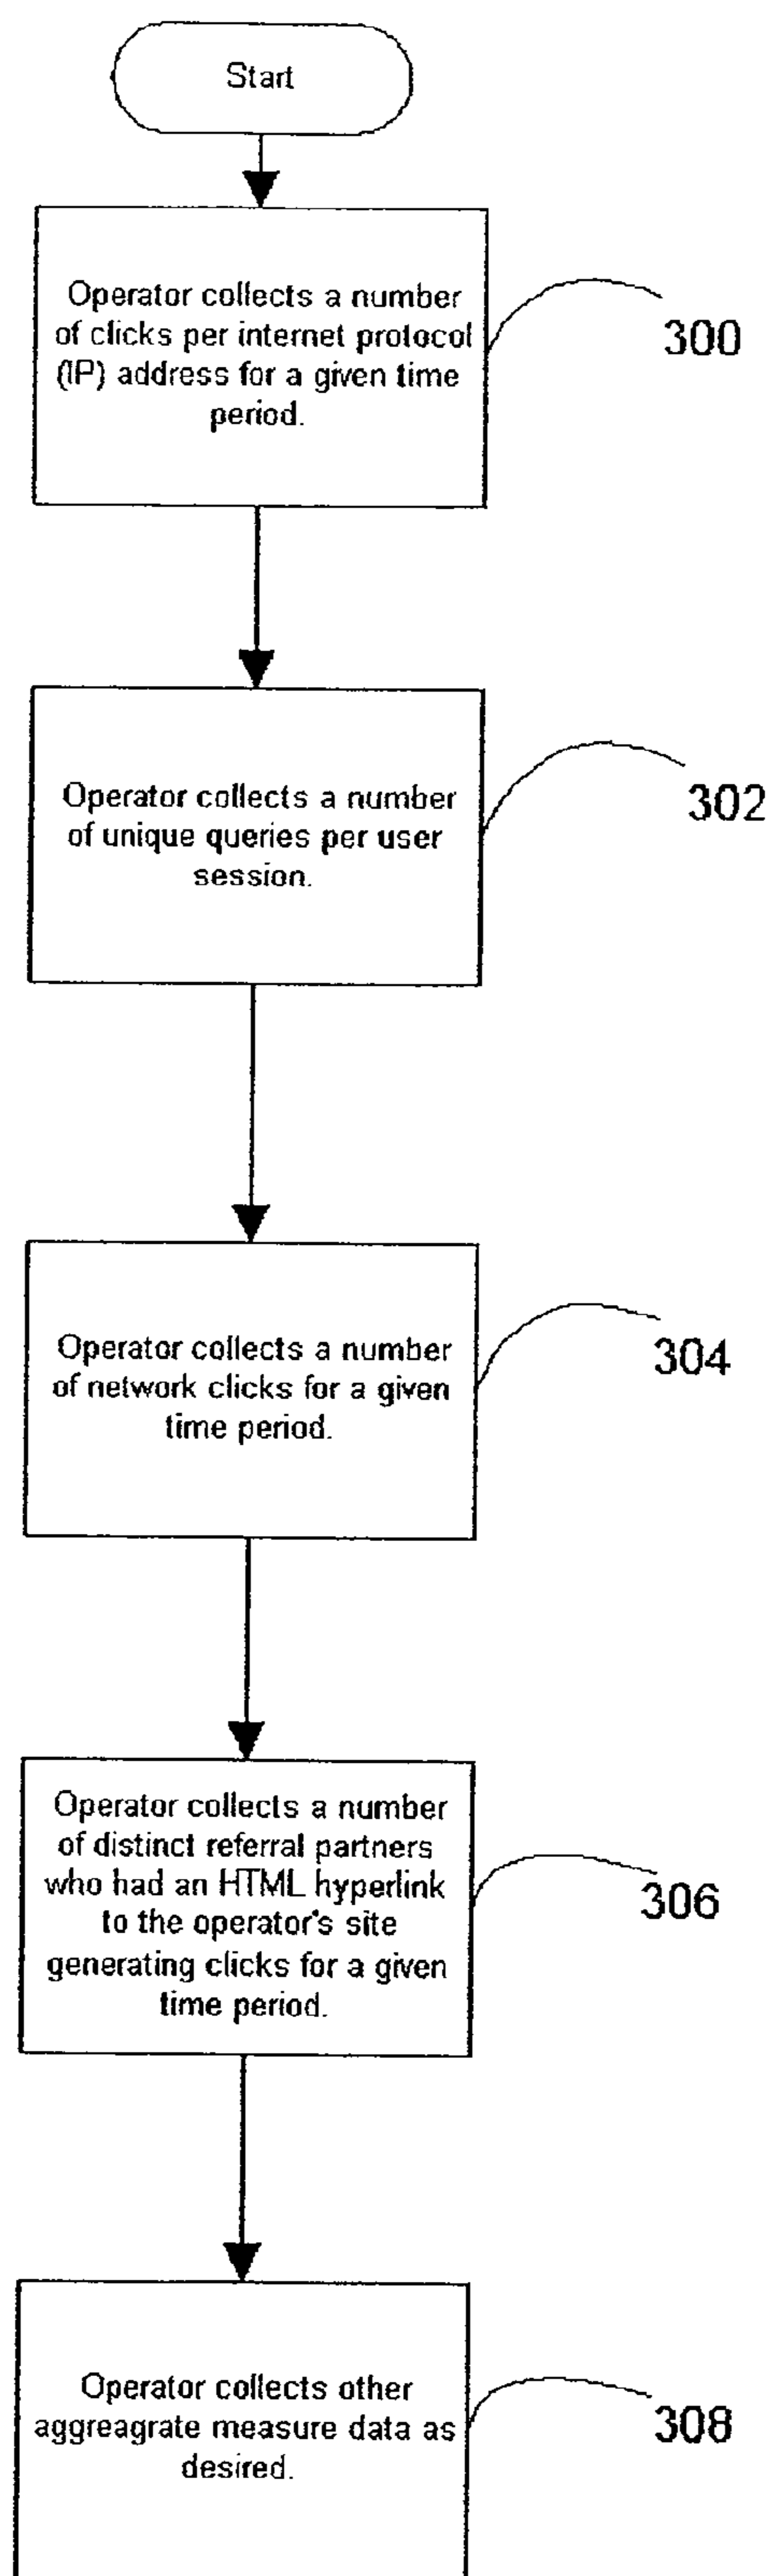 Start
Operator collects a number
of clicks per internet protocol
(IP) address for a given time
period.
300
Operator collects a number
of unique queries per user
session.
302
Operator collects a number
of network clicks for a given
time period.
304
Operator collects a number
of distinct referral partners
who had an HTML hyperlink
to the operator's site
generating clicks for a given
time period.
306
Operator collects other
aggreagrate measure data as
desired.
308